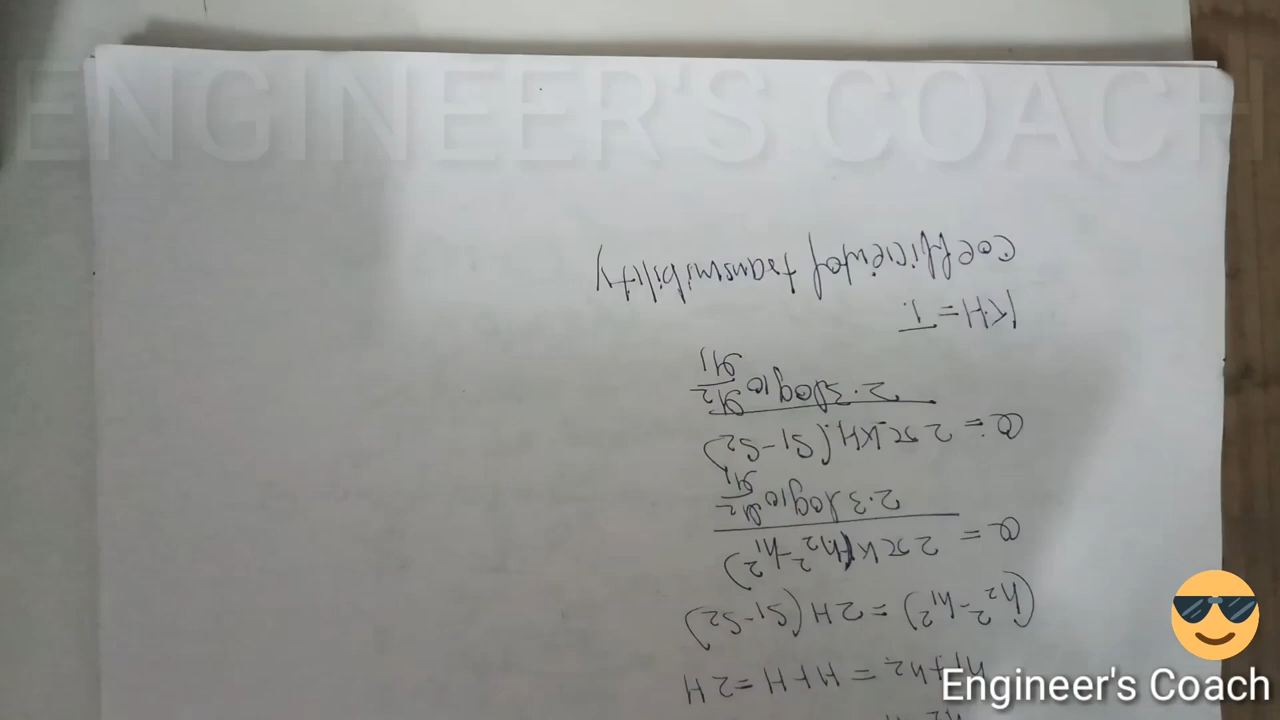 ENGINEER'S COACH
h1+h2 = H+H = 2H
(h2²-h1²) = 2H(S1-S2)
Q = 2πK(h2²-h1²)
2.3log10 r2/r1
Q = 2πKH(S1-S2)
2.3log10 r2/r1
KH = T.
Coefficient of transmibility
Engineer's Coach